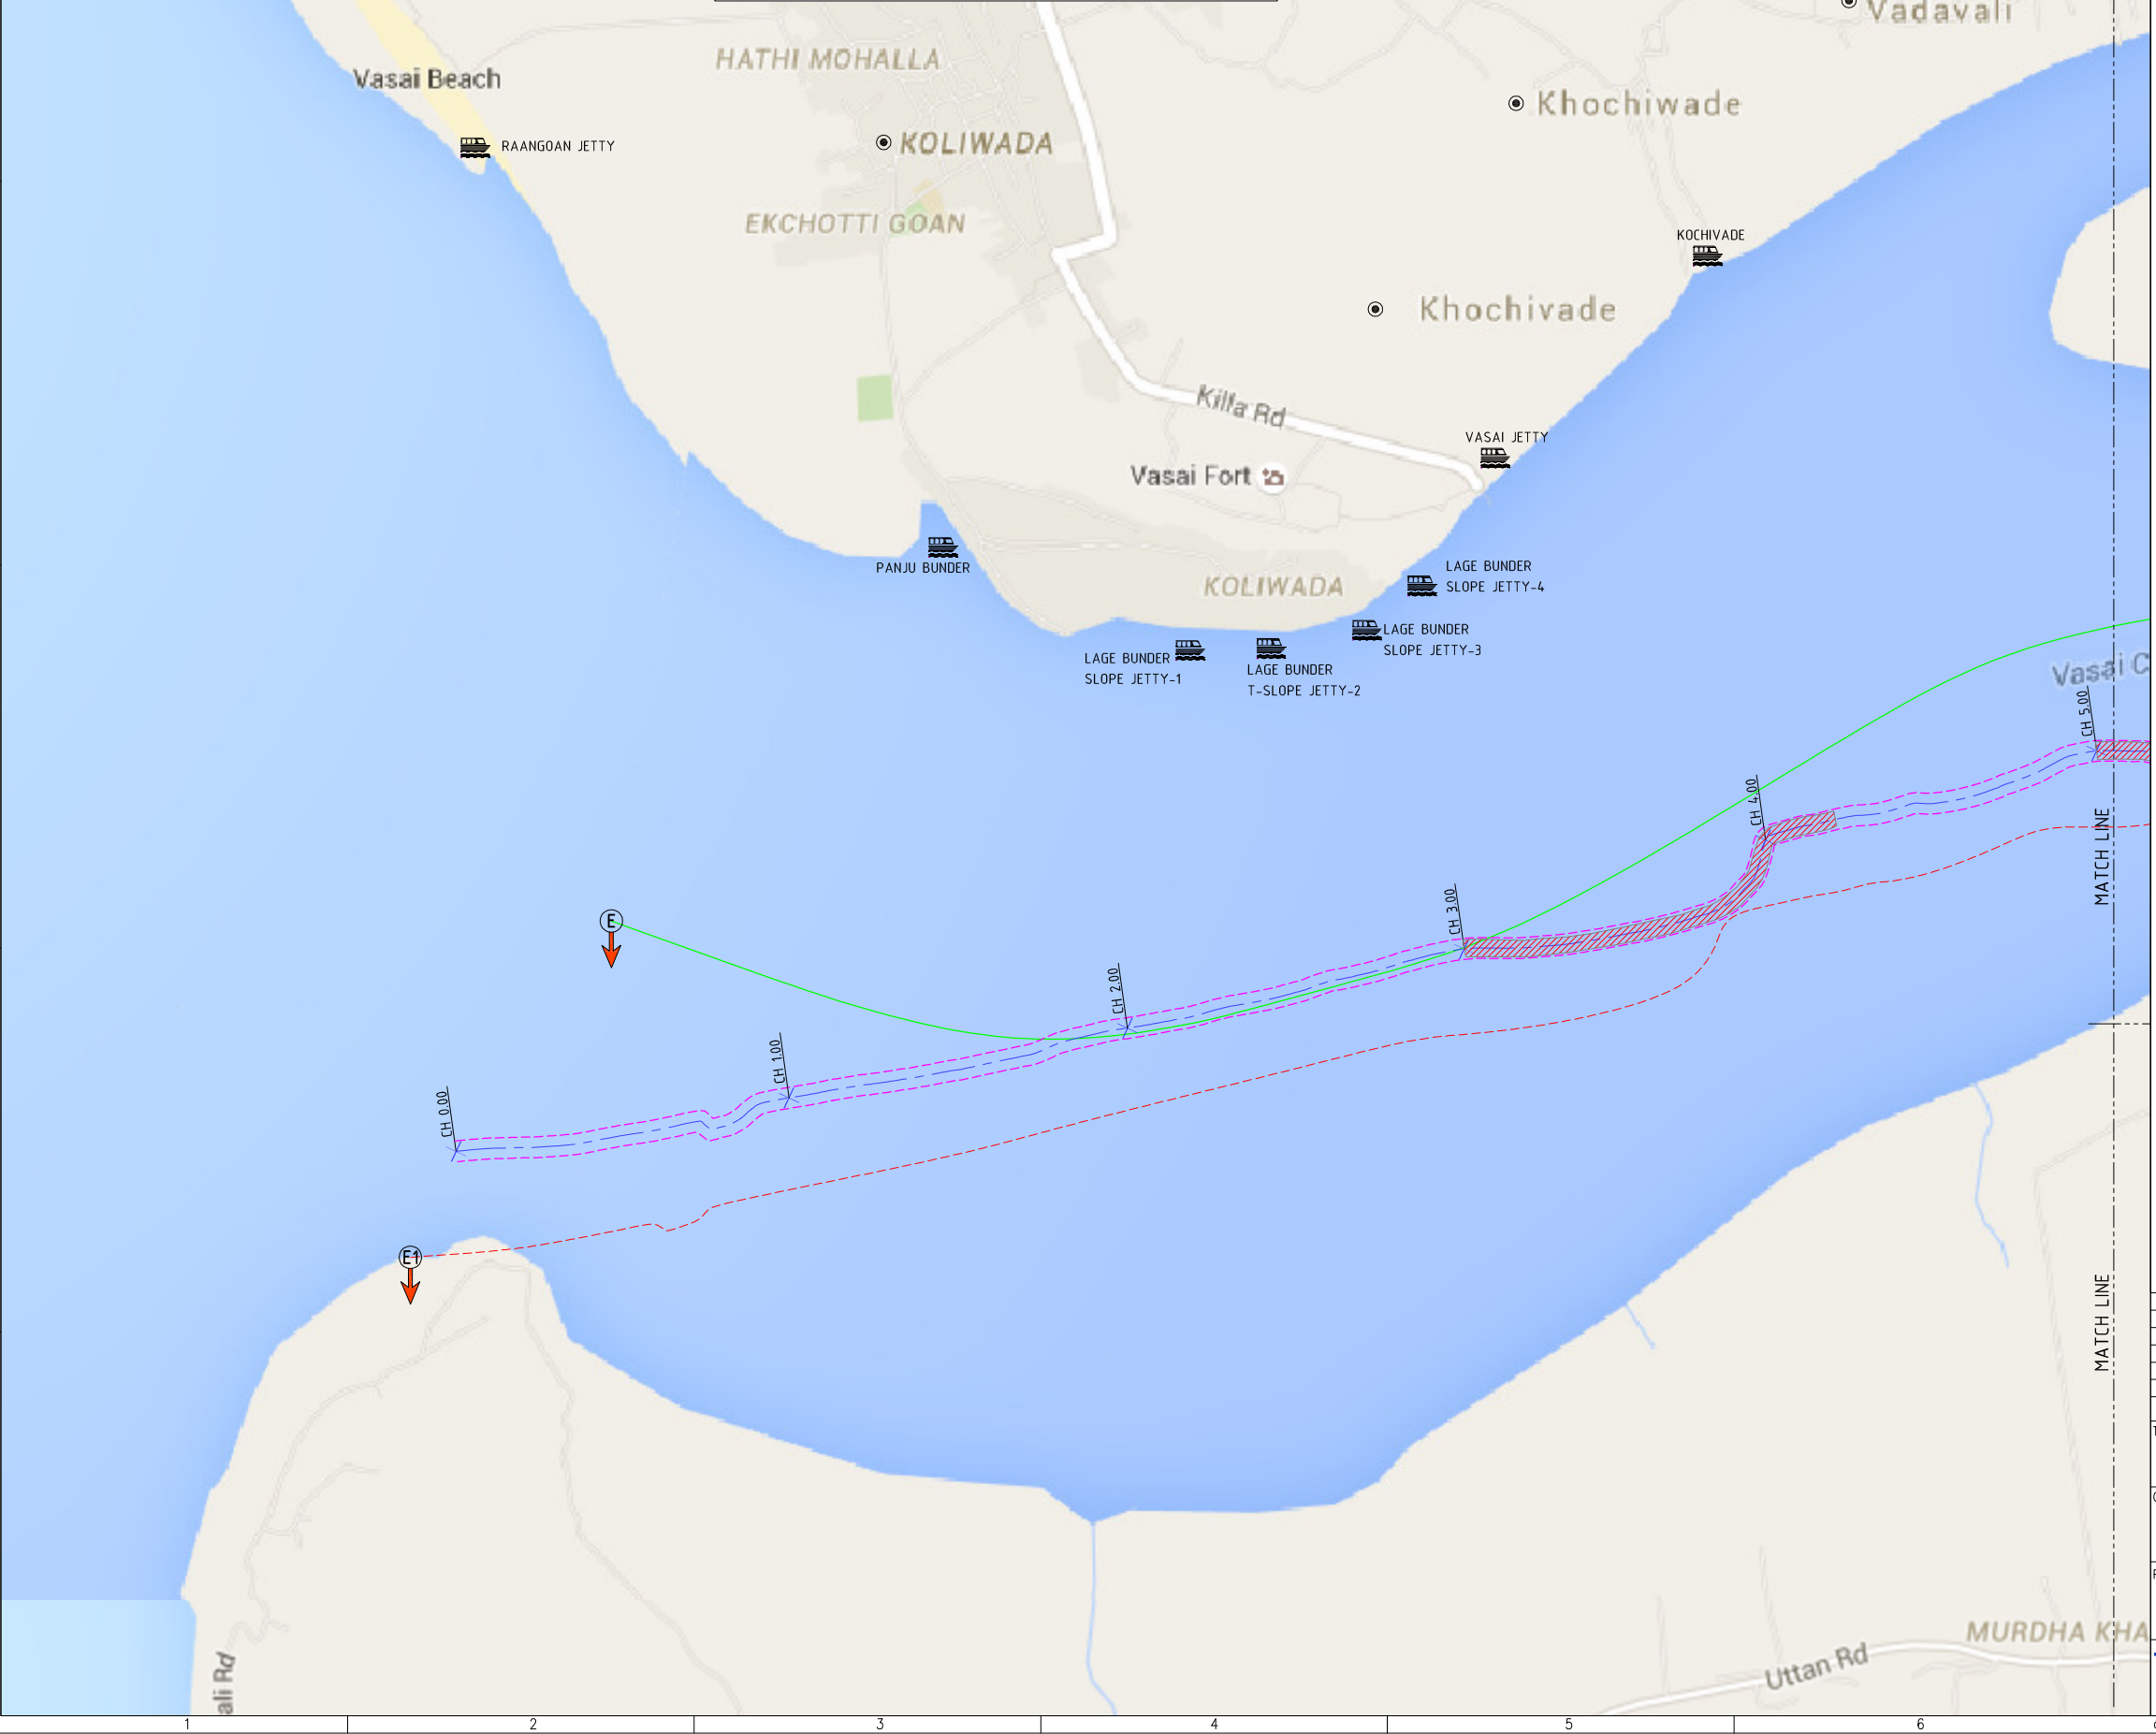 Vadavali
HATHI MOHALLA
Vasai Beach
Khochiwade
RAANGOAN JETTY
KOLIWADA
EKCHOTTI GOAN
KOCHIVADE
Khochivade
Killa Rd
VASAI JETTY
Vasai Fort
PANJU BUNDER
LAGE BUNDER
SLOPE JETTY-4
KOLIWADA
LAGE BUNDER
SLOPE JETTY-3
LAGE BUNDER
SLOPE JETTY-1
LAGE BUNDER
T-SLOPE JETTY-2
Vasai C
CH 5.00
CH 4.00
MATCH LINE
CH 3.00
E
CH 2.00
CH 1.00
CH 0.00
E1
MATCH LINE
MURDHA KHA
Uttan Rd
ali Rd
1 2 3 4 5 6